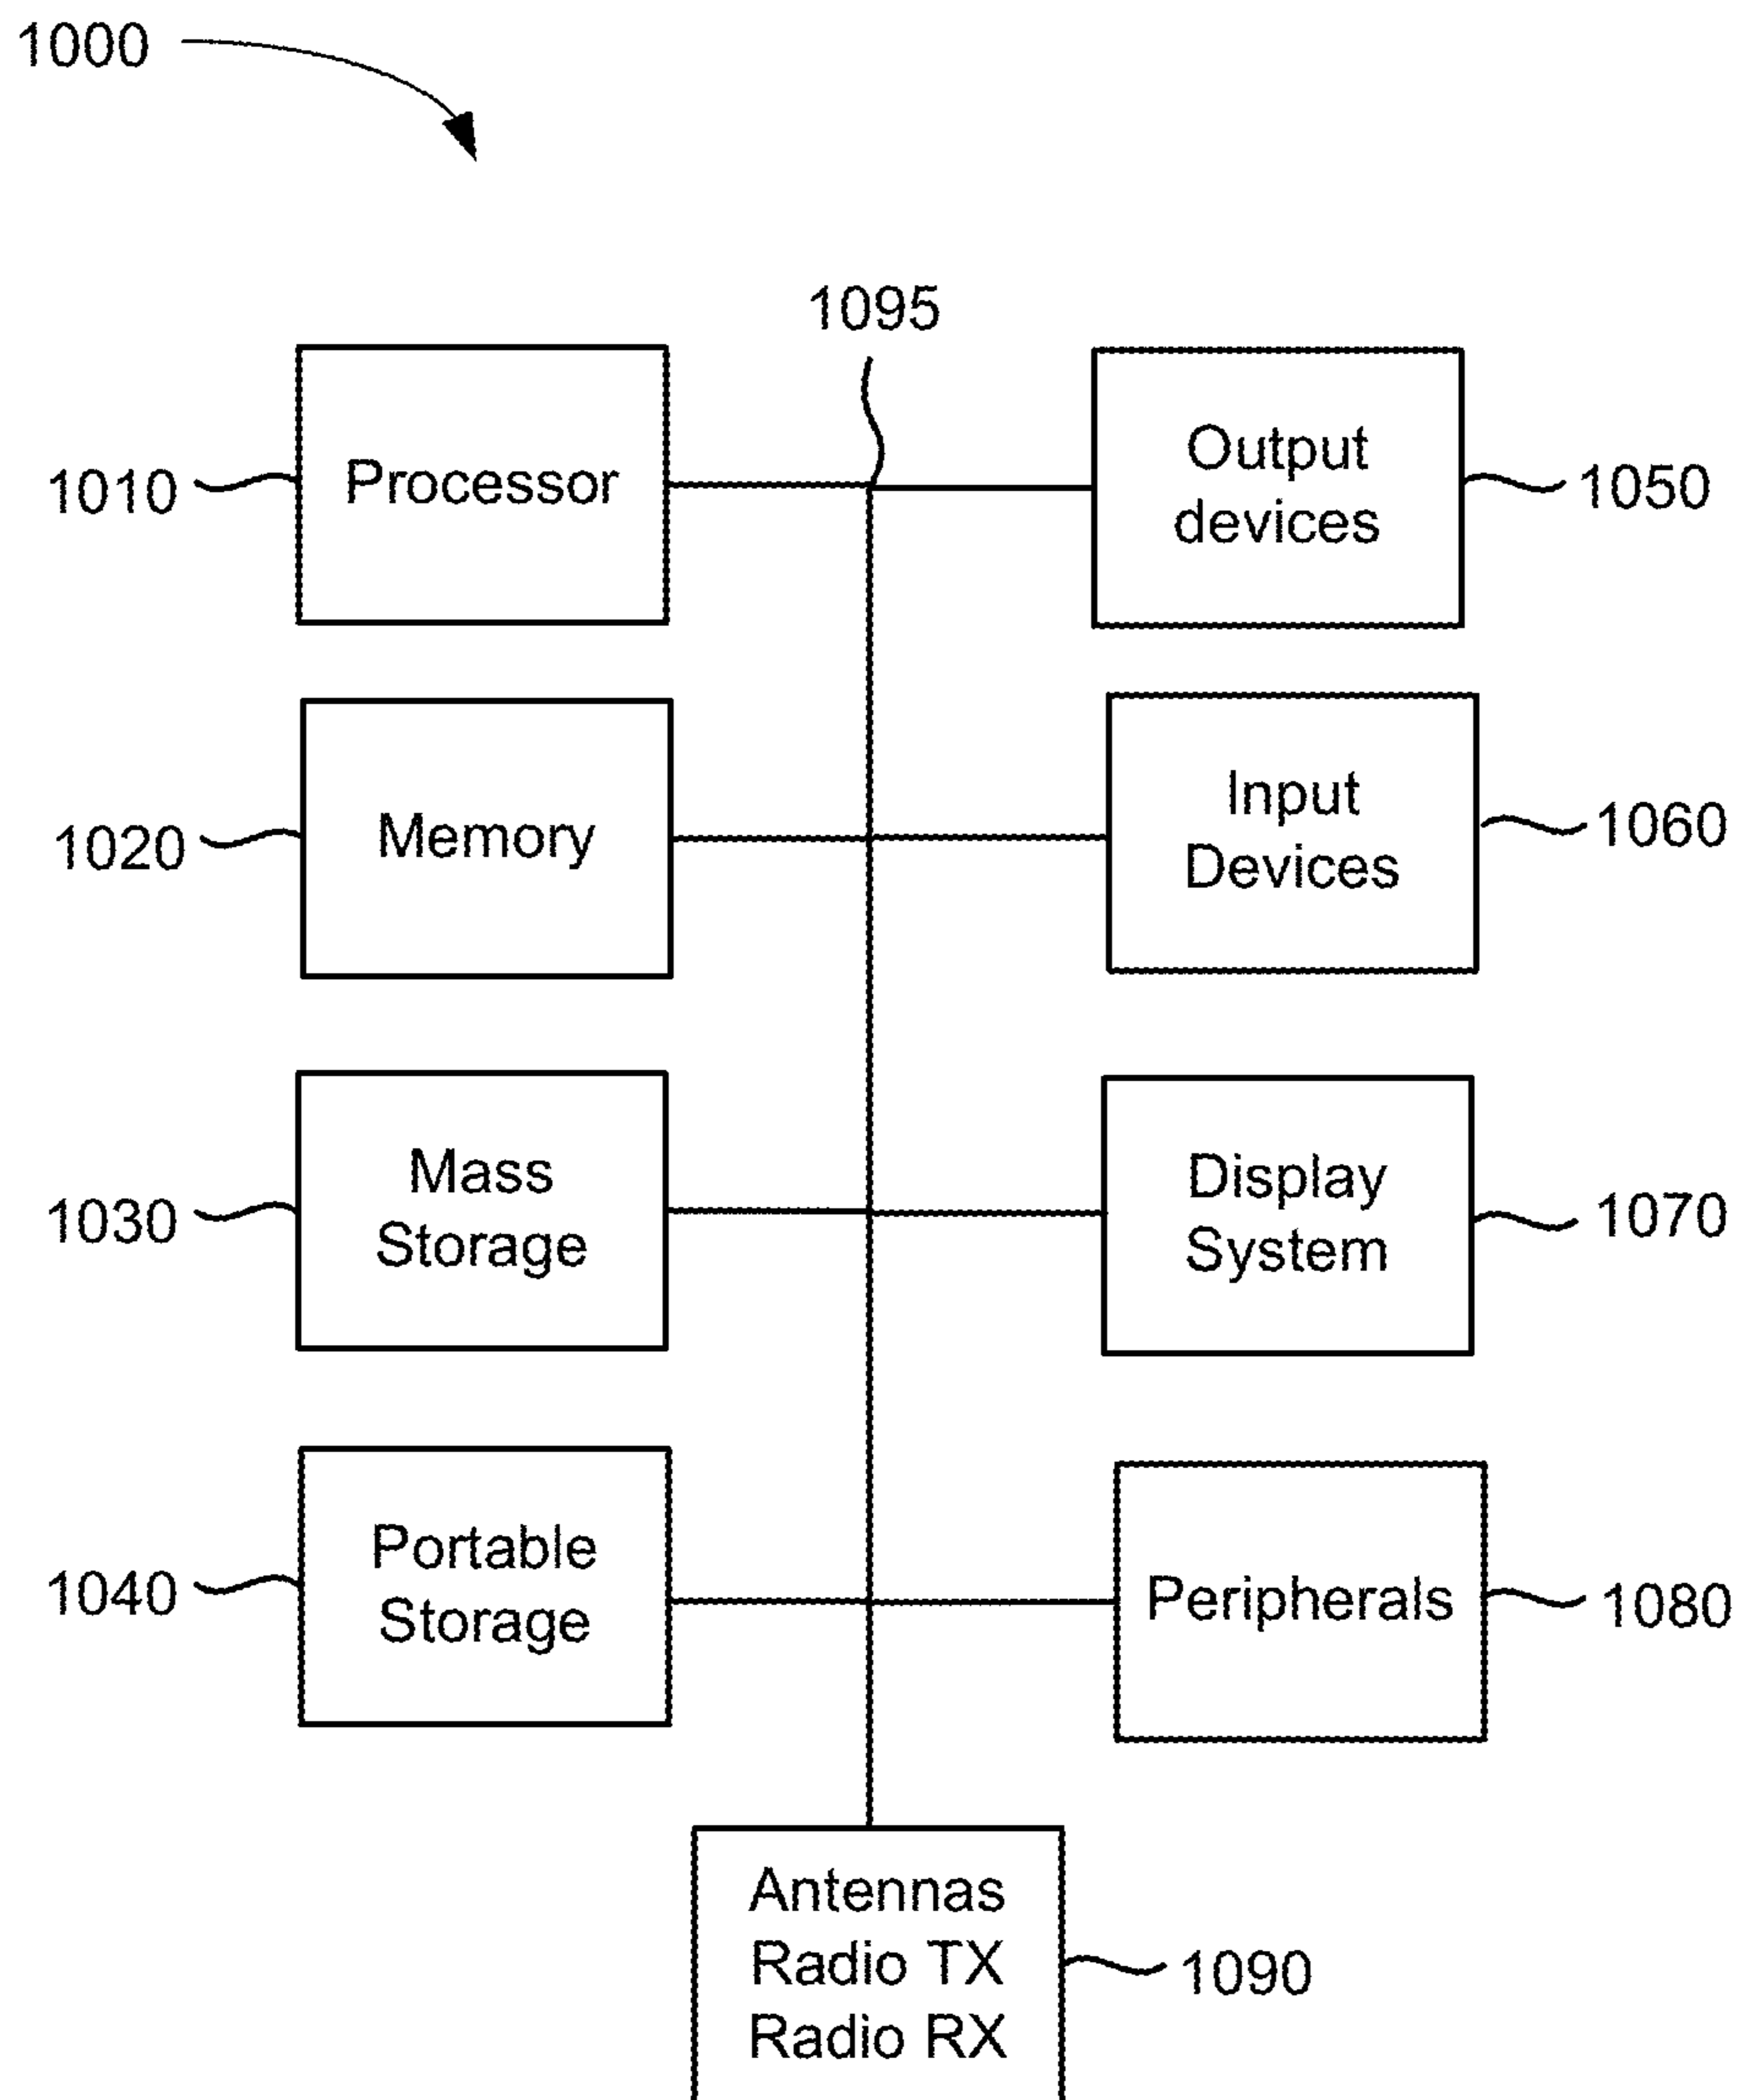 1000
1095
1010
Processor
Output
devices
1050
1020
Memory
Input
Devices
1060
1030
Mass
Storage
Display
System
1070
1040
Portable
Storage
Peripherals
1080
Antennas
Radio TX
Radio RX
1090